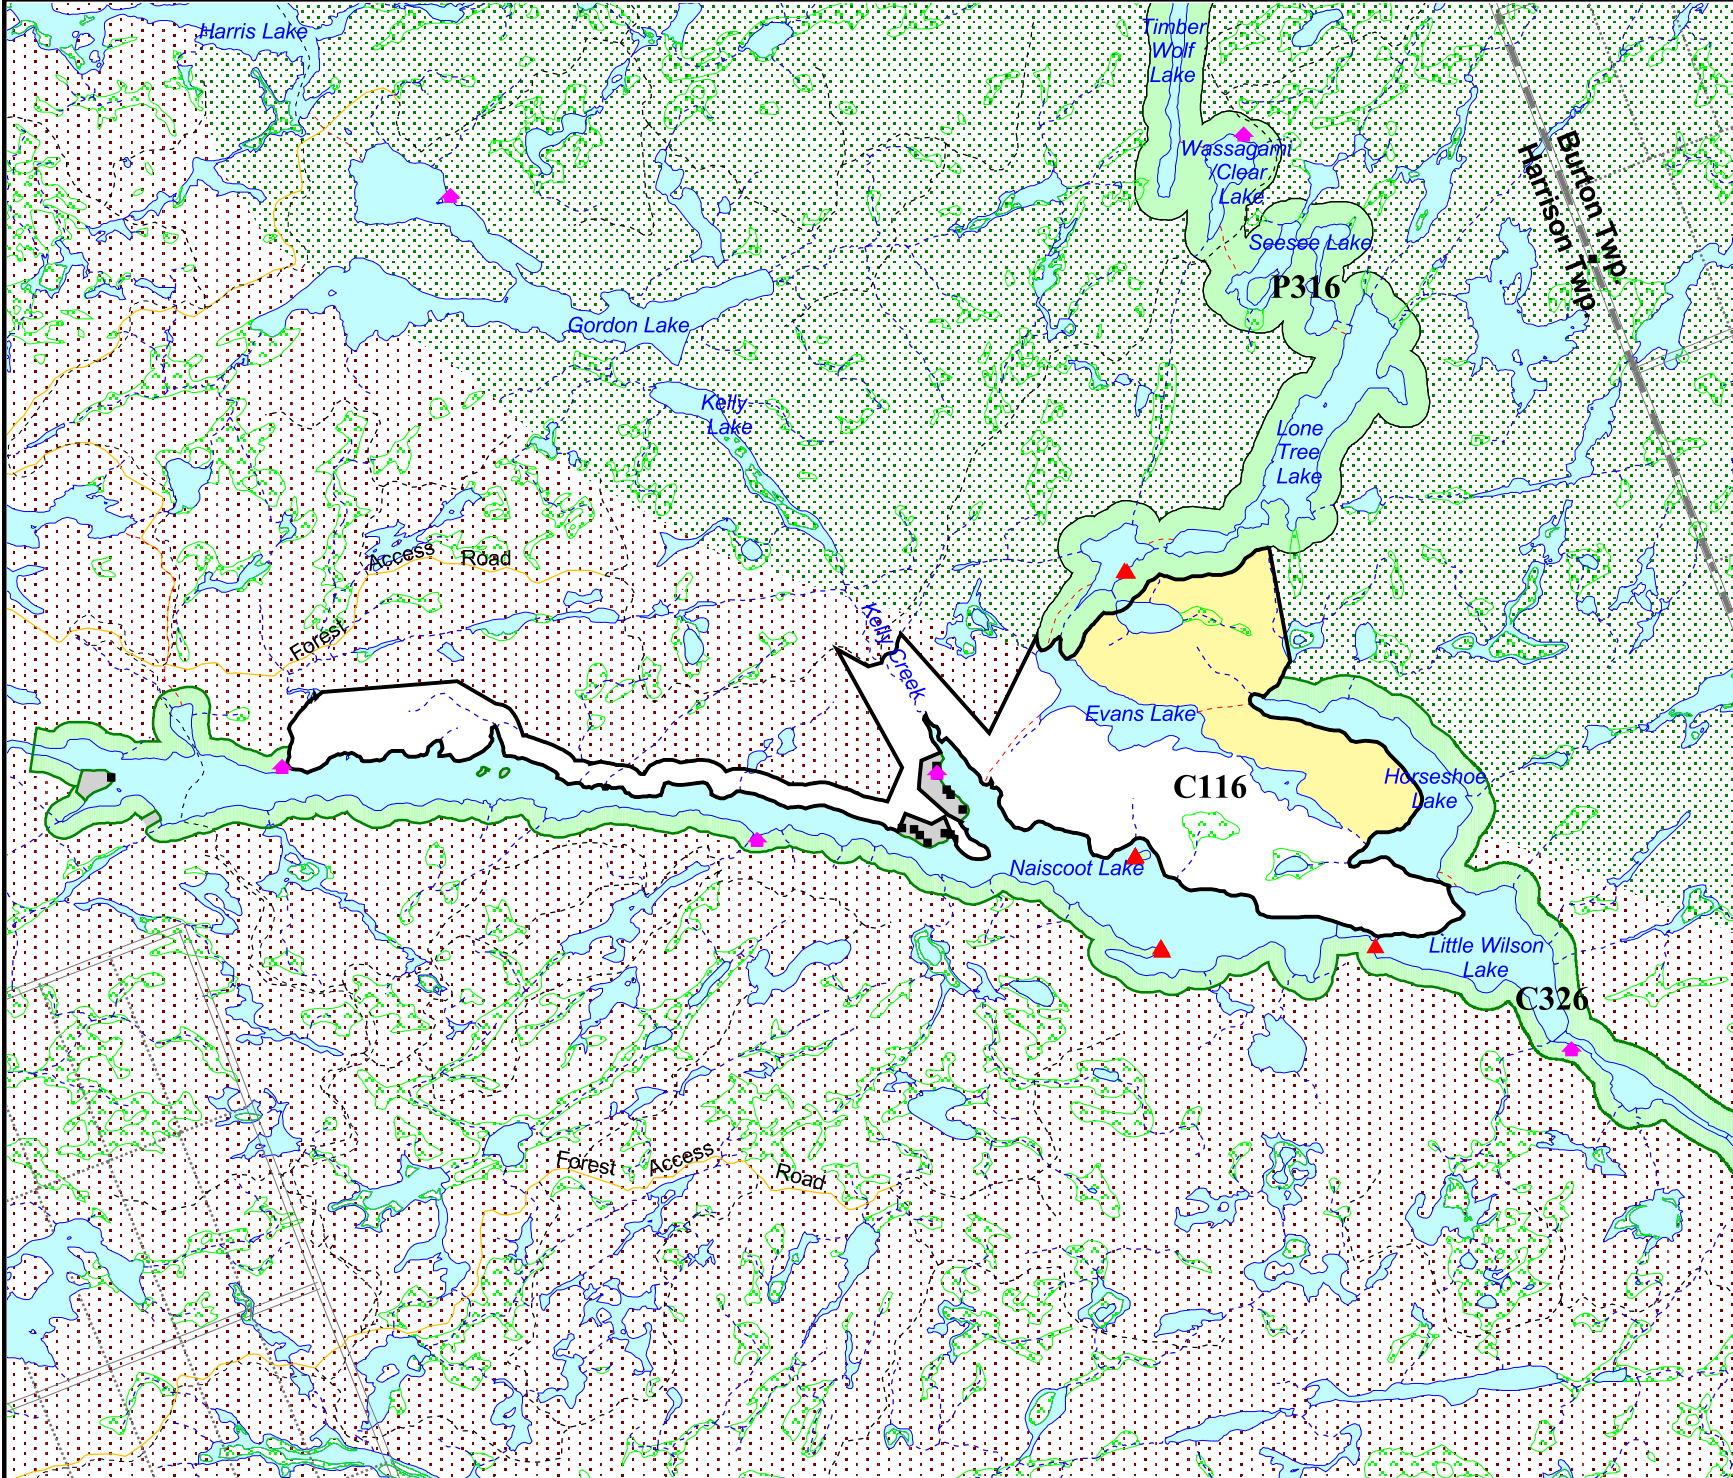 Harris Lake
Timber
Wolf
Lake
Wassagami
/Clear
Lake
Burton Twp.
Harrison Twp.
Seesee Lake
P316
Gordon Lake
Kelly
Lake
Lone
Tree
Lake
Forest Access Road
Kelly Creek
Evans Lake
C116
Horseshoe
Lake
Naiscoot Lake
Little Wilson
Lake
C326
Forest Access Road